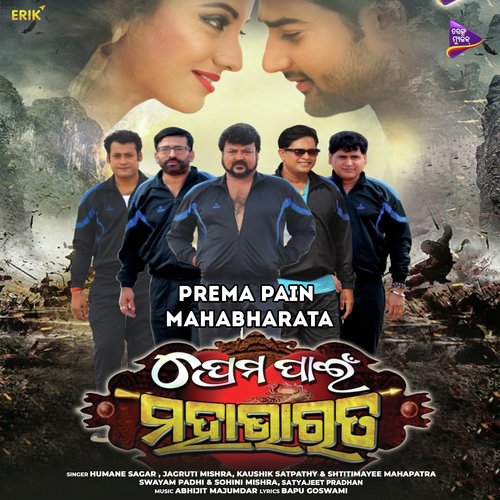 ERIK
ତରଙ୍ଗ
ମ୍ୟୁଜିକ୍
PREMA PAIN
MAHABHARATA
ପ୍ରେମ ପାଇଁ
ମହାଭାରତ
SINGER HUMANE SAGAR , JAGRUTI MISHRA, KAUSHIK SATPATHY & SHTITIMAYEE MAHAPATRA
SWAYAM PADHI & SOHINI MISHRA, SATYAJEET PRADHAN
MUSIC ABHIJIT MAJUMDAR LYRICS BAPU GOSWAMI